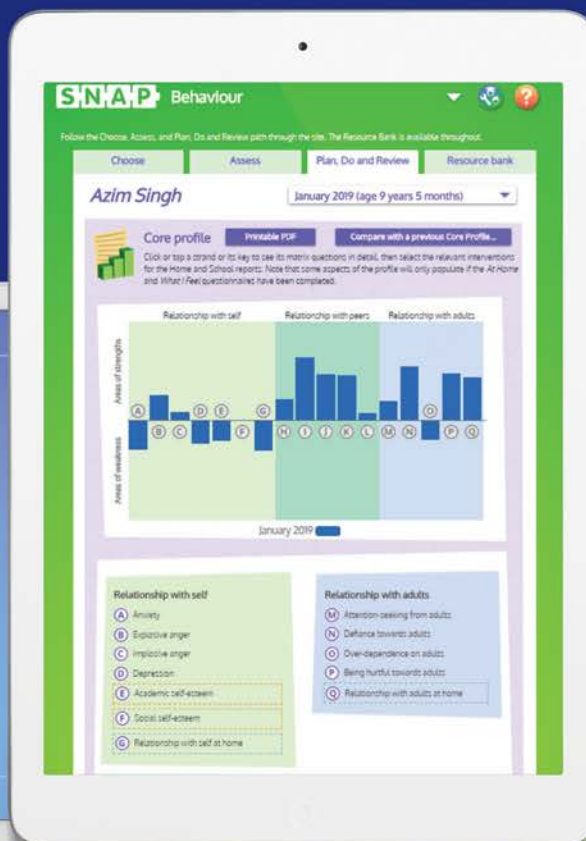 SNAP Behaviour
Follow the Choose, Assess, and Plan, Do and Review path through the site. The Resource Bank is available throughout.
Choose
Assess
Plan, Do and Review
Resource bank
Azim Singh
January 2019 (age 9 years 5 months)
Core profile
Printable PDF
Compare with a previous Core Profile...
Click or tap a strand or its key to see its matrix questions in detail, then select the relevant interventions
for the Home and School reports. Note that some aspects of the profile will only populate if the At Home
and What I Feel questionnaires have been completed.
Relationship with self
Relationship with peers
Relationship with adults
Areas of strengths
Areas of weakness
A B C D E F G H I J K L M N O P Q
January 2019
Relationship with self
A Anxiety
B Explosive anger
C Implosive anger
D Depression
E Academic self-esteem
F Social self-esteem
G Relationship with self at home
Relationship with adults
M Attention-seeking from adults
N Defiance towards adults
O Over-dependence on adults
P Being hurtful towards adults
Q Relationship with adults at home
?